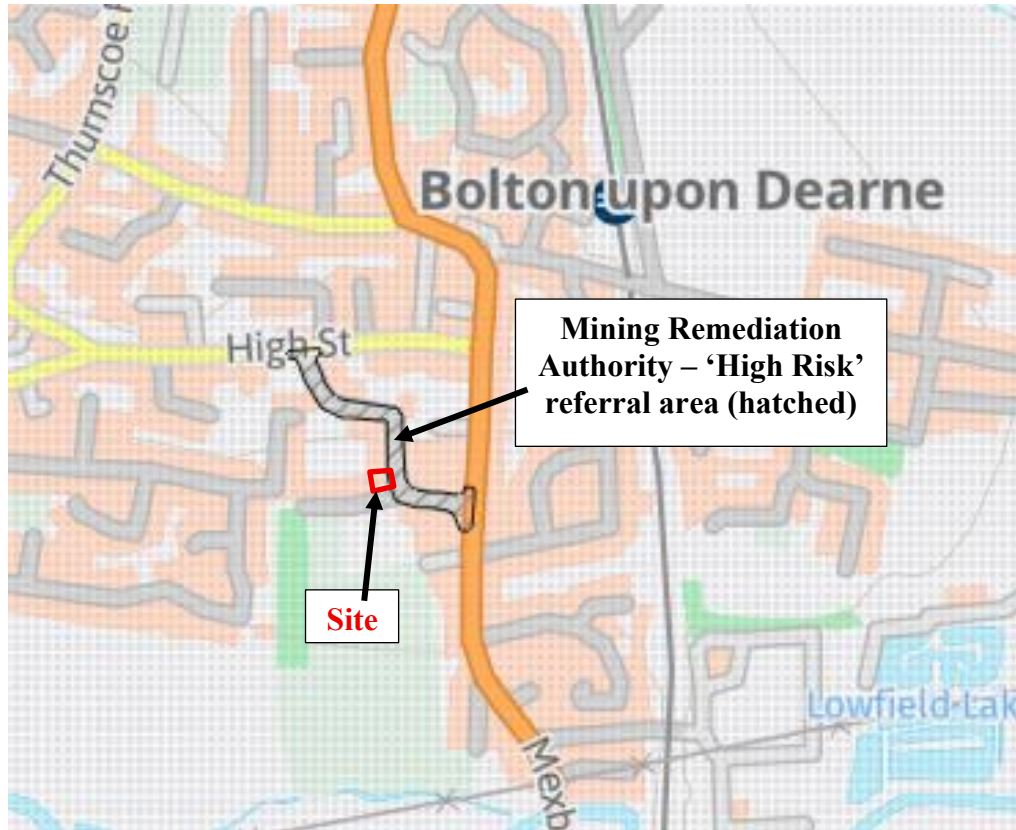 Thurnscoe R
Bolton upon Dearne
High St
Mining Remediation
Authority – ‘High Risk’
referral area (hatched)
Site
Lowfield Lak
Mexb